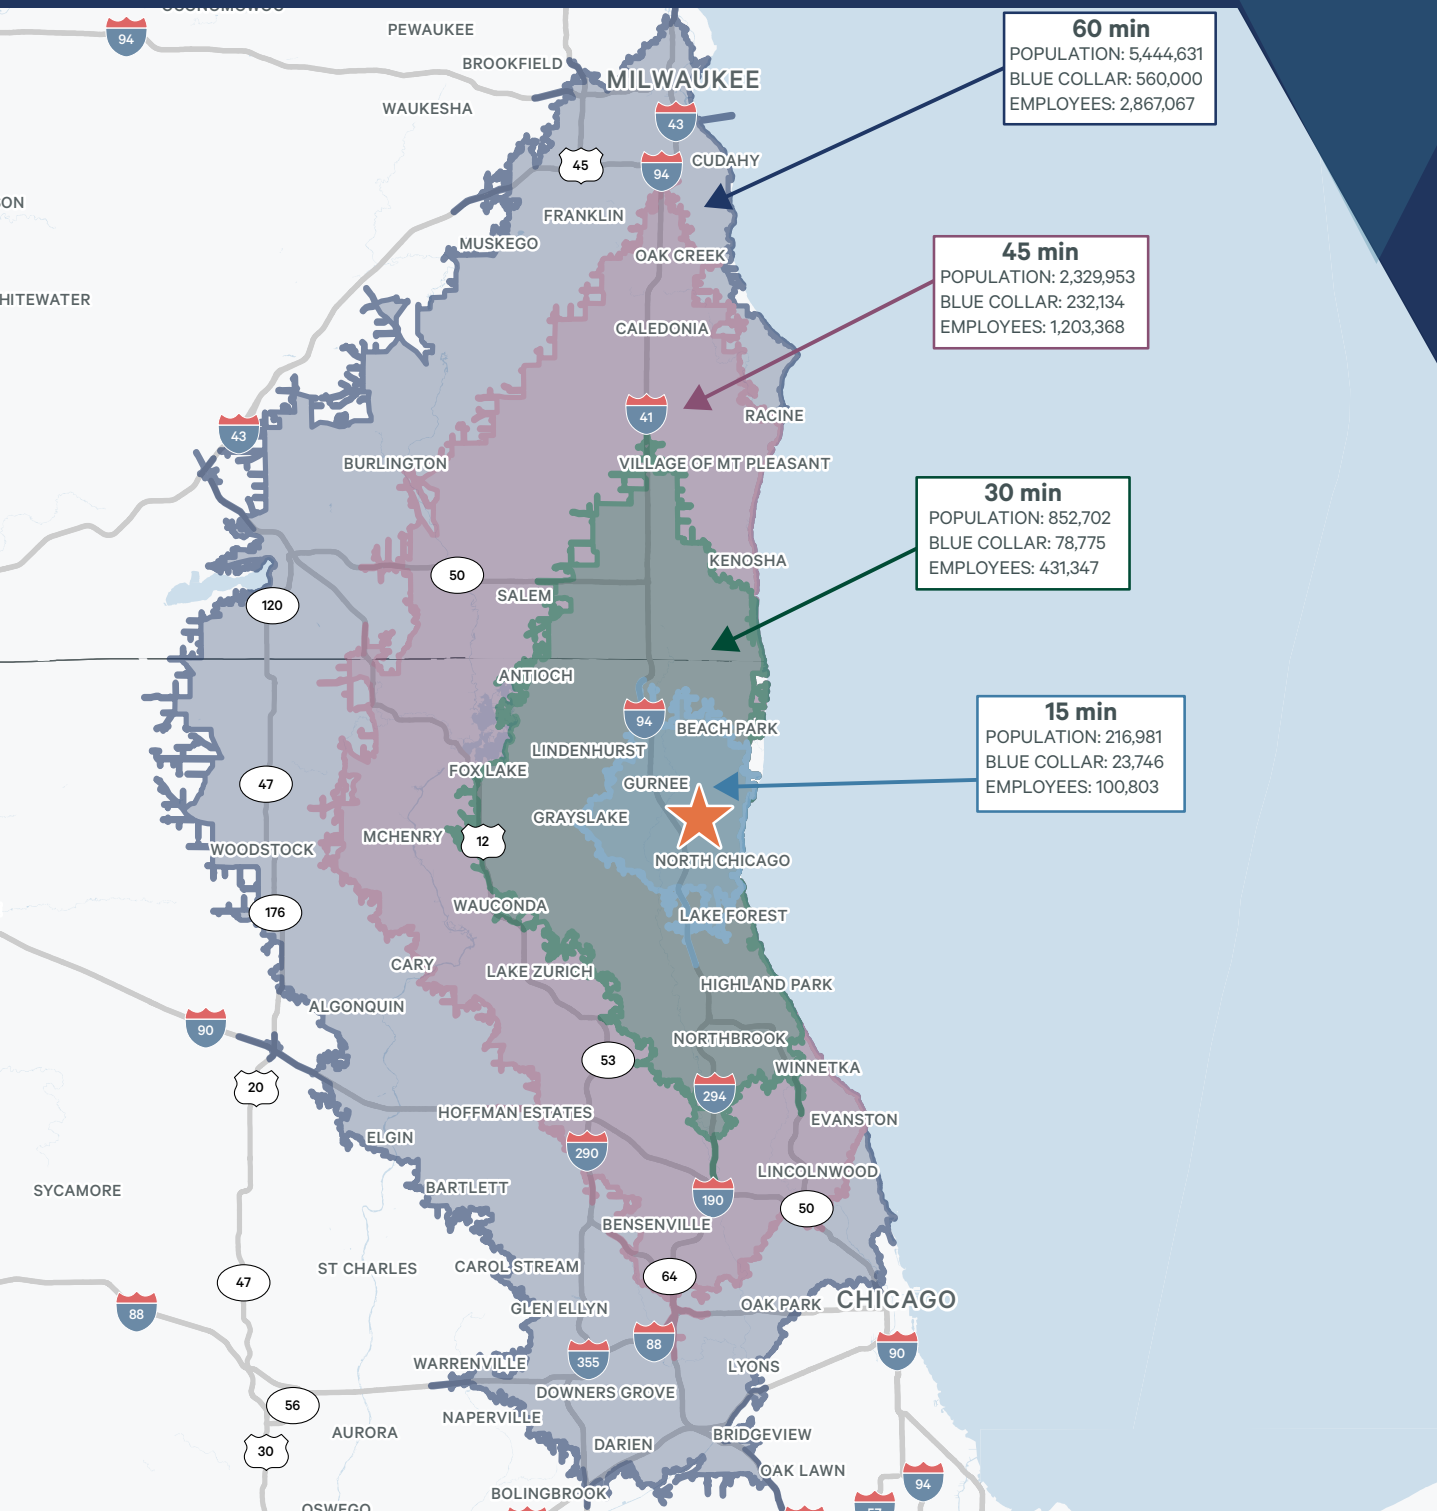 OCONOMOWOC
PEWAUKEE
94
BROOKFIELD
MILWAUKEE
WAUKESHA
43
45
94
CUDAHY
FRANKLIN
MUSKEGO
OAK CREEK
HITEWATER
CALEDONIA
41
RACINE
43
BURLINGTON
VILLAGE OF MT PLEASANT
KENOSHA
50
SALEM
120
ANTIOCH
94
BEACH PARK
LINDENHURST
FOX LAKE
GURNEE
47
GRAYSLAKE
MCHENRY
12
WOODSTOCK
NORTH CHICAGO
WAUCONDA
176
LAKE FOREST
CARY
LAKE ZURICH
HIGHLAND PARK
ALGONQUIN
90
NORTHBROOK
53
WINNETKA
20
294
HOFFMAN ESTATES
EVANSTON
ELGIN
290
LINCOLNWOOD
SYCAMORE
BARTLETT
190
50
BENSENVILLE
ST CHARLES
CAROL STREAM
64
47
88
GLEN ELLYN
OAK PARK
CHICAGO
88
90
355
WARRENVILLE
LYONS
DOWNERS GROVE
56
NAPERVILLE
AURORA
BRIDGEVIEW
30
DARIEN
OAK LAWN
94
BOLINGBROOK
OSWEGO
57
ON
60 min
POPULATION: 5,444,631
BLUE COLLAR: 560,000
EMPLOYEES: 2,867,067
45 min
POPULATION: 2,329,953
BLUE COLLAR: 232,134
EMPLOYEES: 1,203,368
30 min
POPULATION: 852,702
BLUE COLLAR: 78,775
EMPLOYEES: 431,347
15 min
POPULATION: 216,981
BLUE COLLAR: 23,746
EMPLOYEES: 100,803